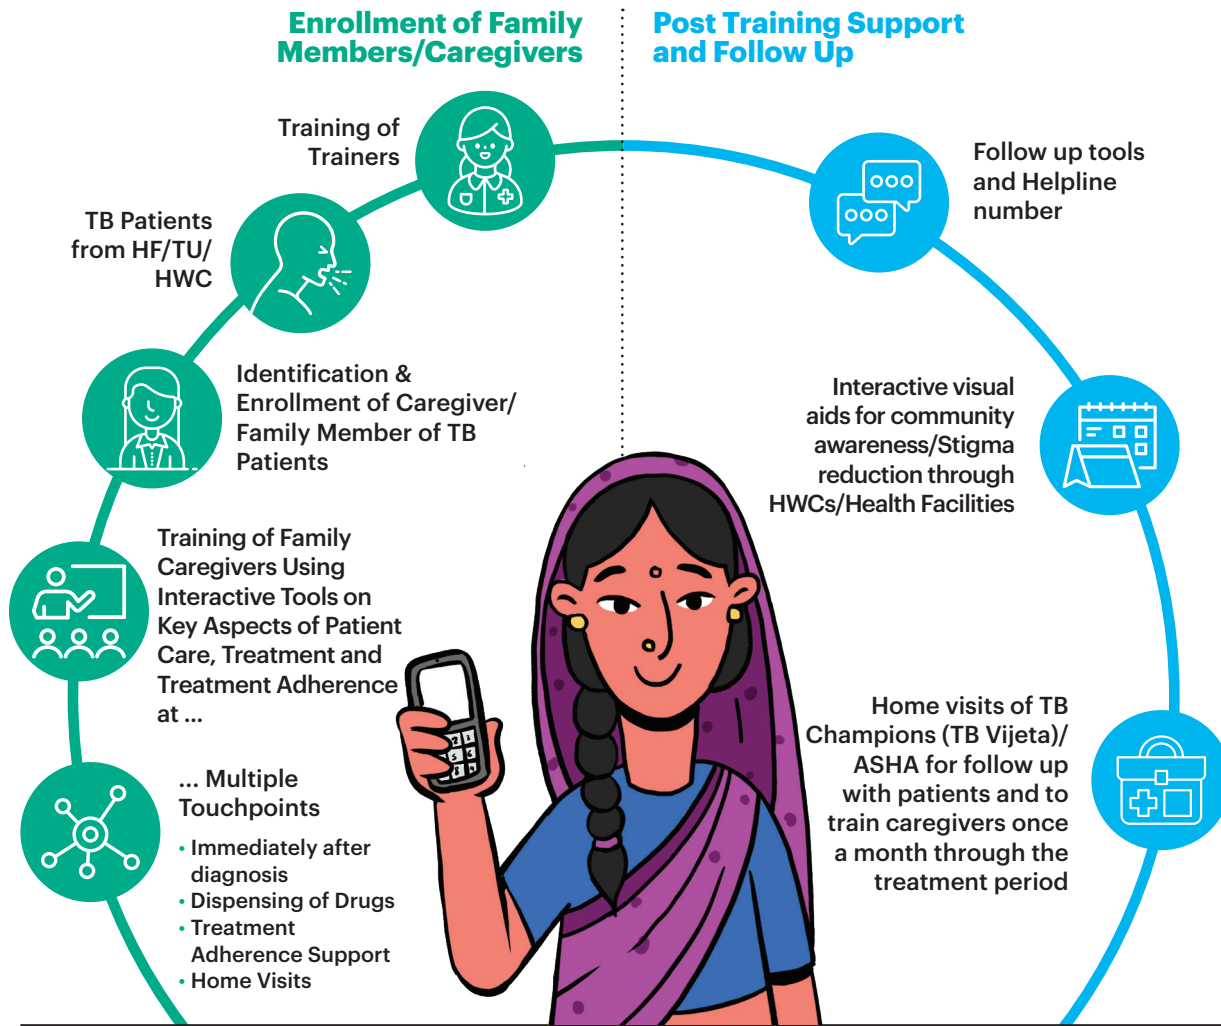 Enrollment of Family
Members/Caregivers
Training of
Trainers
TB Patients
from HF/TU/
HWC
Identification &
Enrollment of Caregiver/
Family Member of TB
Patients
Training of Family
Caregivers Using
Interactive Tools on
Key Aspects of Patient
Care, Treatment and
Treatment Adherence
at ...
... Multiple
Touchpoints
• Immediately after
diagnosis
• Dispensing of Drugs
• Treatment
Adherence Support
• Home Visits
Post Training Support
and Follow Up
Follow up tools
and Helpline
number
Interactive visual
aids for community
awareness/Stigma
reduction through
HWCs/Health Facilities
Home visits of TB
Champions (TB Vijeta)/
ASHA for follow up
with patients and to
train caregivers once
a month through the
treatment period